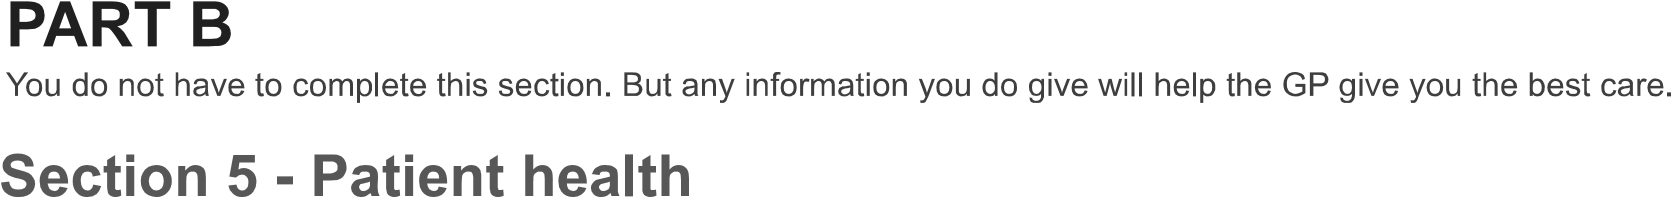 PART B
You do not have to complete this section. But any information you do give will help the GP give you the best care.
Section 5 - Patient health